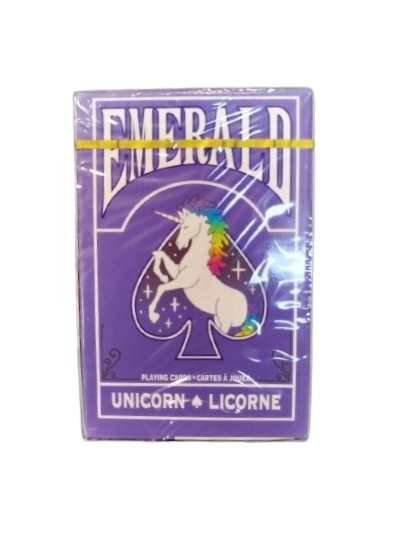 EMERALD
PLAYING CARDS • CARTES À JOUER
UNICORN ♠ LICORNE